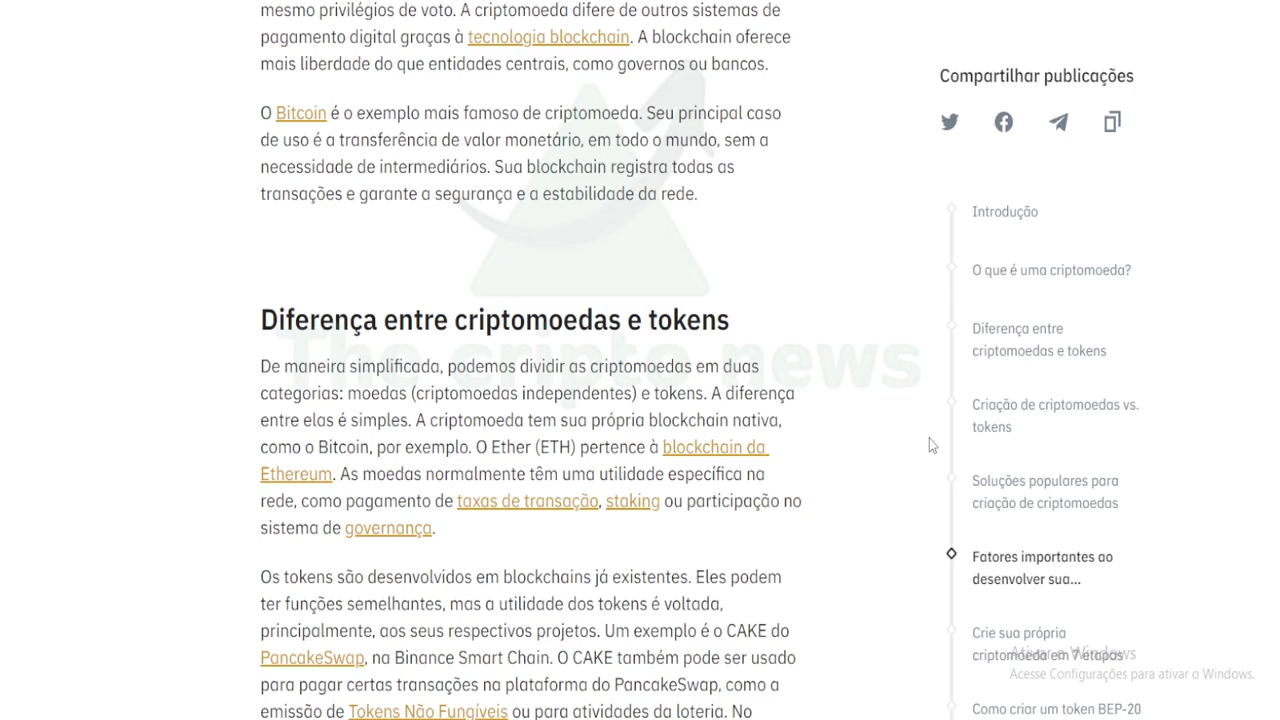 mesmo privilégios de voto. A criptomoeda difere de outros sistemas de
pagamento digital graças à tecnologia blockchain. A blockchain oferece
mais liberdade do que entidades centrais, como governos ou bancos.
O Bitcoin é o exemplo mais famoso de criptomoeda. Seu principal caso
de uso é a transferência de valor monetário, em todo o mundo, sem a
necessidade de intermediários. Sua blockchain registra todas as
transações e garante a segurança e a estabilidade da rede.
Diferença entre criptomoedas e tokens
The cripto news
De maneira simplificada, podemos dividir as criptomoedas em duas
categorias: moedas (criptomoedas independentes) e tokens. A diferença
entre elas é simples. A criptomoeda tem sua própria blockchain nativa,
como o Bitcoin, por exemplo. O Ether (ETH) pertence à blockchain da
Ethereum. As moedas normalmente têm uma utilidade específica na
rede, como pagamento de taxas de transação, staking ou participação no
sistema de governança.
Os tokens são desenvolvidos em blockchains já existentes. Eles podem
ter funções semelhantes, mas a utilidade dos tokens é voltada,
principalmente, aos seus respectivos projetos. Um exemplo é o CAKE do
PancakeSwap, na Binance Smart Chain. O CAKE também pode ser usado
para pagar certas transações na plataforma do PancakeSwap, como a
emissão de Tokens Não Fungíveis ou para atividades da loteria. No
Compartilhar publicações
Introdução
O que é uma criptomoeda?
Diferença entre
criptomoedas e tokens
Criação de criptomoedas vs.
tokens
Soluções populares para
criação de criptomoedas
Fatores importantes ao
desenvolver sua...
Crie sua própria
criptomoeda em 7 etapas
Ativar o Windows
Acesse Configurações para ativar o Windows.
Como criar um token BEP-20